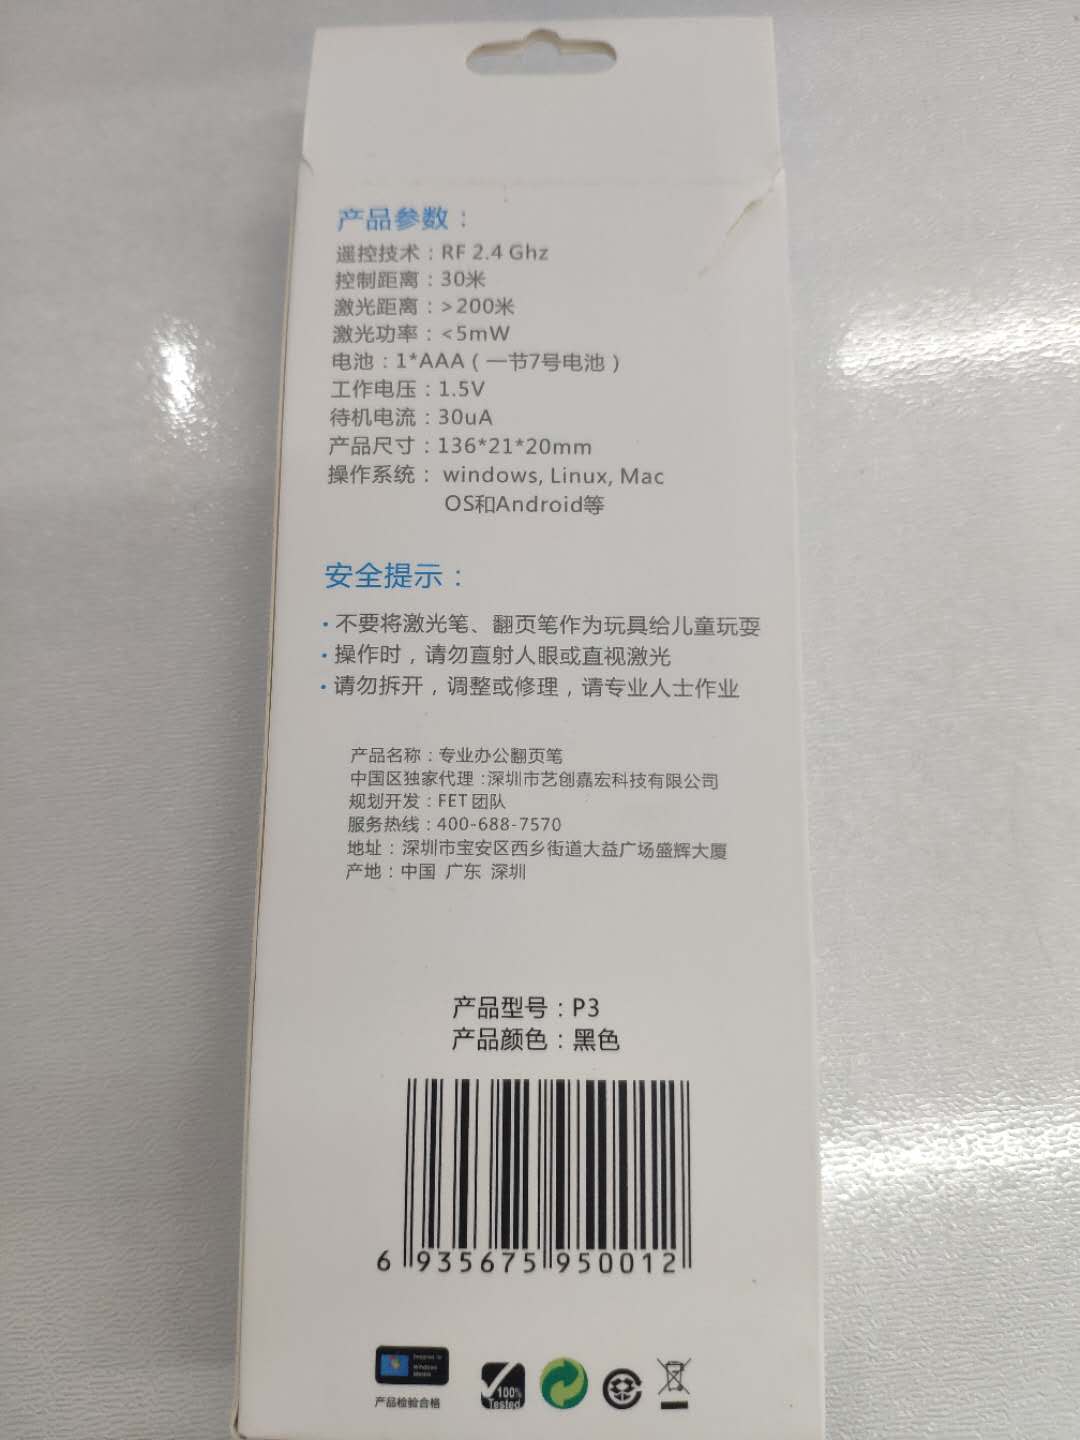 产品参数：
遥控技术：RF 2.4 Ghz
控制距离：30米
激光距离：>200米
激光功率：<5mW
电池：1*AAA（一节7号电池）
工作电压：1.5V
待机电流：30uA
产品尺寸：136*21*20mm
操作系统：windows, Linux, Mac
OS和Android等
安全提示：
·不要将激光笔、翻页笔作为玩具给儿童玩耍
·操作时，请勿直射人眼或直视激光
·请勿拆开，调整或修理，请专业人士作业
产品名称：专业办公翻页笔
中国区独家代理：深圳市艺创嘉宏科技有限公司
规划开发：FET 团队
服务热线：400-688-7570
地址：深圳市宝安区西乡街道大益广场盛辉大厦
产地：中国 广东 深圳
产品型号：P3
产品颜色：黑色
6 935675 950012
Designed for
Windows
产品检验合格
100%
Tested